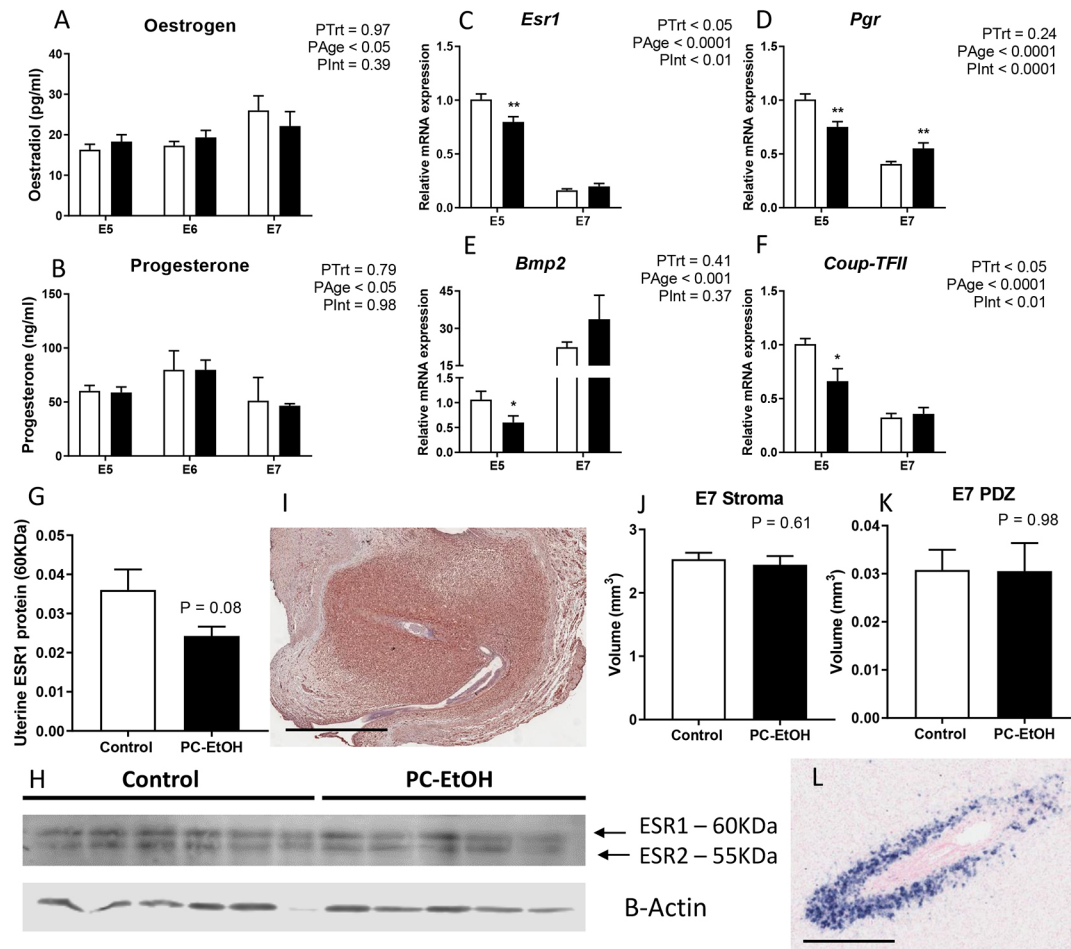 A
Oestrogen
PTrt = 0.97
PAge < 0.05
PInt = 0.39
Oestradiol (pg/ml)
40
30
20
10
0
E5
E6
E7
C
Esr1
PTrt < 0.05
PAge < 0.0001
PInt < 0.01
Relative mRNA expression
1.5
1.0
0.5
0.0
**
E5
E7
D
Pgr
PTrt = 0.24
PAge < 0.0001
PInt < 0.0001
Relative mRNA expression
1.5
1.0
0.5
0.0
**
**
E5
E7
B
Progesterone
PTrt = 0.79
PAge < 0.05
PInt = 0.98
Progesterone (ng/ml)
150
100
50
0
E5
E6
E7
E
Bmp2
PTrt = 0.41
PAge < 0.001
PInt = 0.37
Relative mRNA expression
45
30
15
1.5
1.0
0.5
0.0
*
E5
E7
F
Coup-TFII
PTrt < 0.05
PAge < 0.0001
PInt < 0.01
Relative mRNA expression
1.5
1.0
0.5
0.0
*
E5
E7
G
Uterine ESR1 protein (60KDa)
0.05
0.04
0.03
0.02
0.01
0.00
P = 0.08
Control
PC-EtOH
I
J
E7 Stroma
P = 0.61
Volume (mm³)
3
2
1
0
Control
PC-EtOH
K
E7 PDZ
P = 0.98
Volume (mm³)
0.04
0.03
0.02
0.01
0.00
Control
PC-EtOH
H
Control
PC-EtOH
ESR1 – 60KDa
ESR2 – 55KDa
B-Actin
L